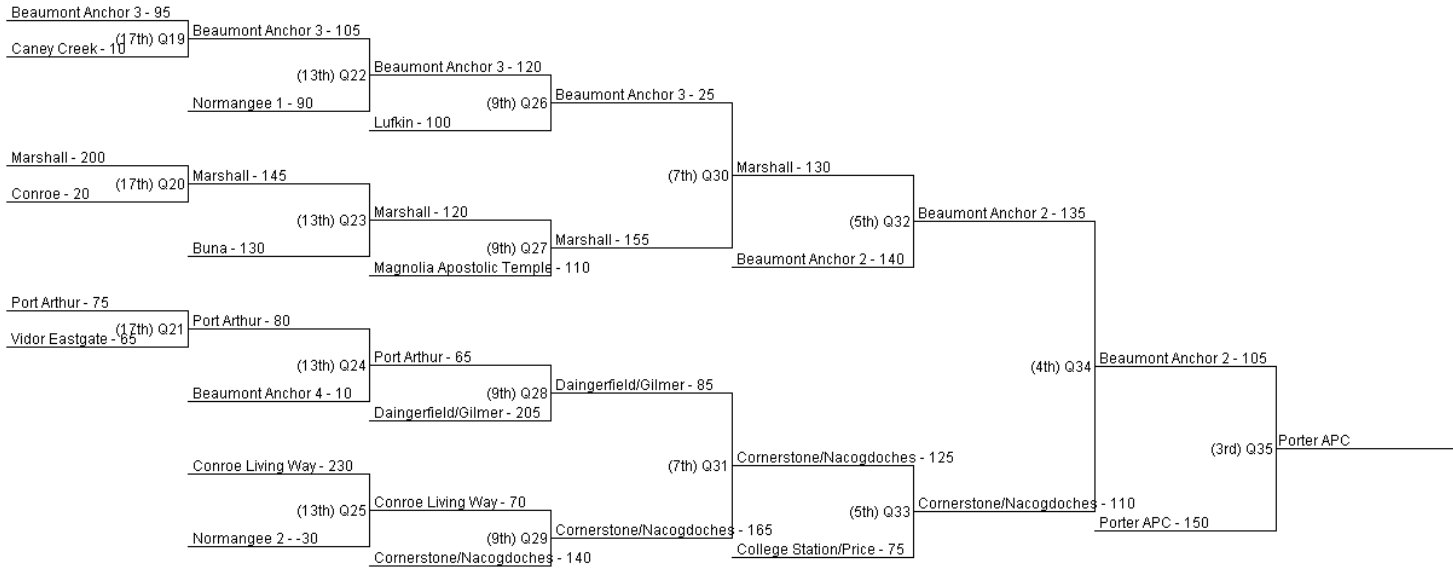 Beaumont Anchor 3 - 95
(17th) Q19
Caney Creek - 10
Beaumont Anchor 3 - 105
(13th) Q22
Normangee 1 - 90
Beaumont Anchor 3 - 120
(9th) Q26
Lufkin - 100
Beaumont Anchor 3 - 25
Marshall - 200
(17th) Q20
Conroe - 20
Marshall - 145
(13th) Q23
Buna - 130
Marshall - 120
(9th) Q27
Magnolia Apostolic Temple - 110
Marshall - 155
(7th) Q30
Marshall - 130
(5th) Q32
Beaumont Anchor 2 - 140
Beaumont Anchor 2 - 135
Port Arthur - 75
(17th) Q21
Vidor Eastgate - 65
Port Arthur - 80
(13th) Q24
Beaumont Anchor 4 - 10
Port Arthur - 65
(9th) Q28
Daingerfield/Gilmer - 205
Daingerfield/Gilmer - 85
Conroe Living Way - 230
(13th) Q25
Normangee 2 - -30
Conroe Living Way - 70
(9th) Q29
Cornerstone/Nacogdoches - 140
Cornerstone/Nacogdoches - 165
(7th) Q31
Cornerstone/Nacogdoches - 125
(5th) Q33
College Station/Price - 75
Cornerstone/Nacogdoches - 110
(4th) Q34
Beaumont Anchor 2 - 105
(3rd) Q35
Porter APC - 150
Porter APC